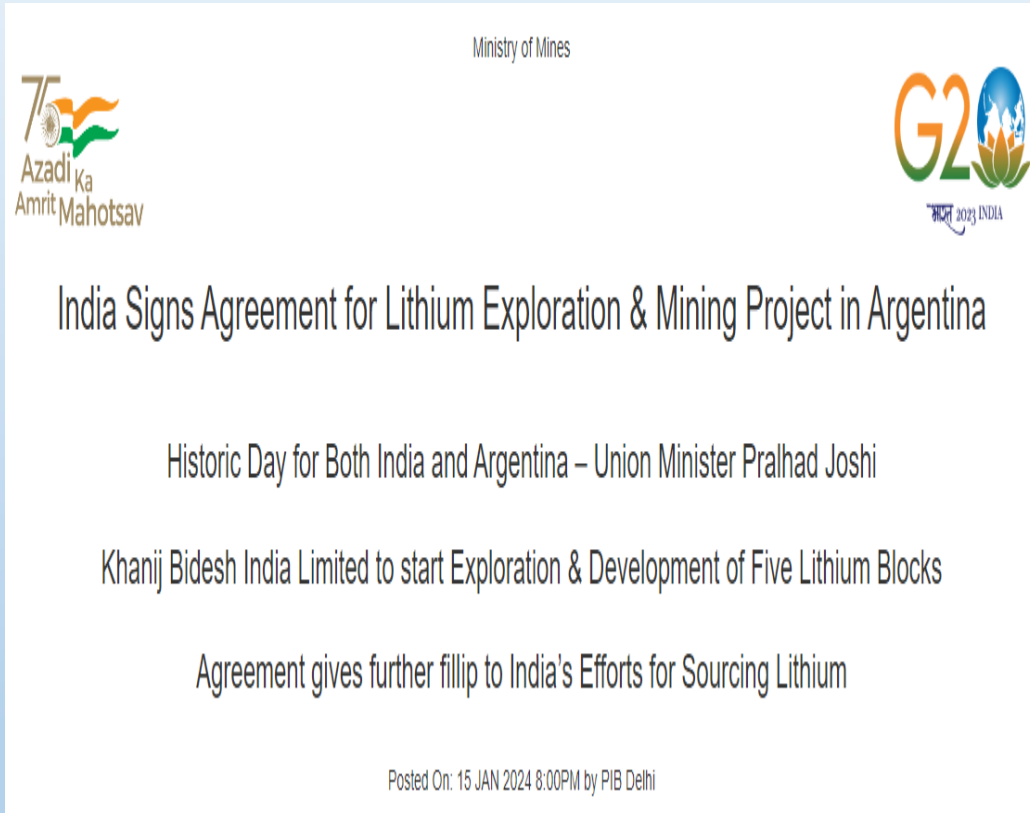 Ministry of Mines
75
Azadi Ka
Amrit Mahotsav
G20
भारत 2023 INDIA
India Signs Agreement for Lithium Exploration & Mining Project in Argentina
Historic Day for Both India and Argentina – Union Minister Pralhad Joshi
Khanij Bidesh India Limited to start Exploration & Development of Five Lithium Blocks
Agreement gives further fillip to India's Efforts for Sourcing Lithium
Posted On: 15 JAN 2024 8:00PM by PIB Delhi